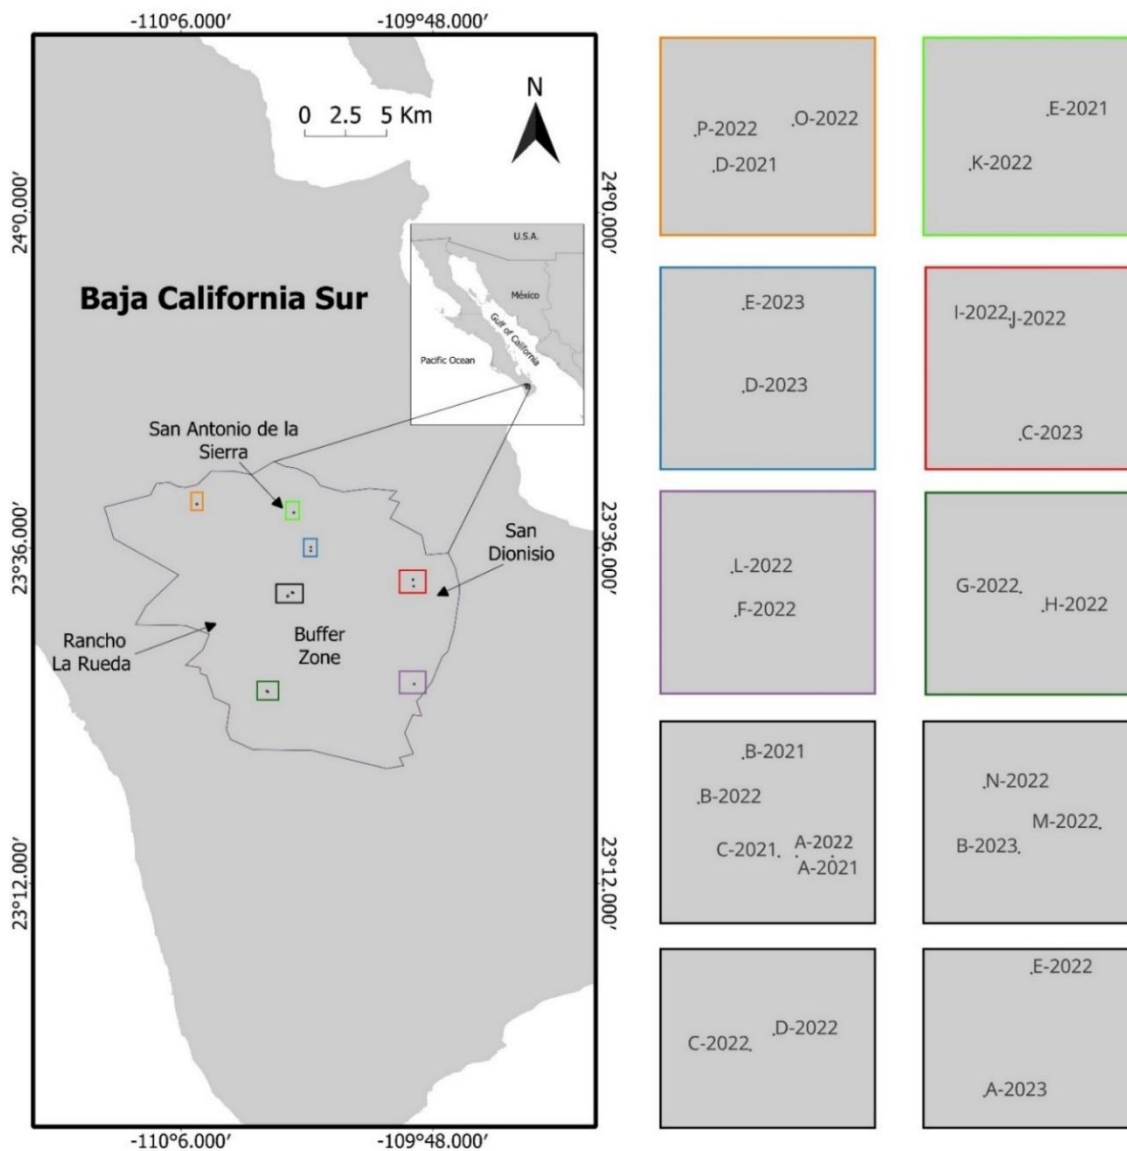 -110°6.000′
-109°48.000′
0 2.5 5 Km
N
24°0.000′
24°0.000′
U.S.A.
México
Gulf of California
Pacific Ocean
Baja California Sur
San Antonio de la
Sierra
23°36.000′
23°36.000′
San
Dionisio
Rancho
La Rueda
Buffer
Zone
23°12.000′
23°12.000′
-110°6.000′
-109°48.000′
P-2022
O-2022
D-2021
E-2021
K-2022
E-2023
D-2023
I-2022
J-2022
C-2023
L-2022
F-2022
G-2022
H-2022
B-2021
B-2022
C-2021
A-2022
A-2021
N-2022
M-2022
B-2023
C-2022
D-2022
E-2022
A-2023